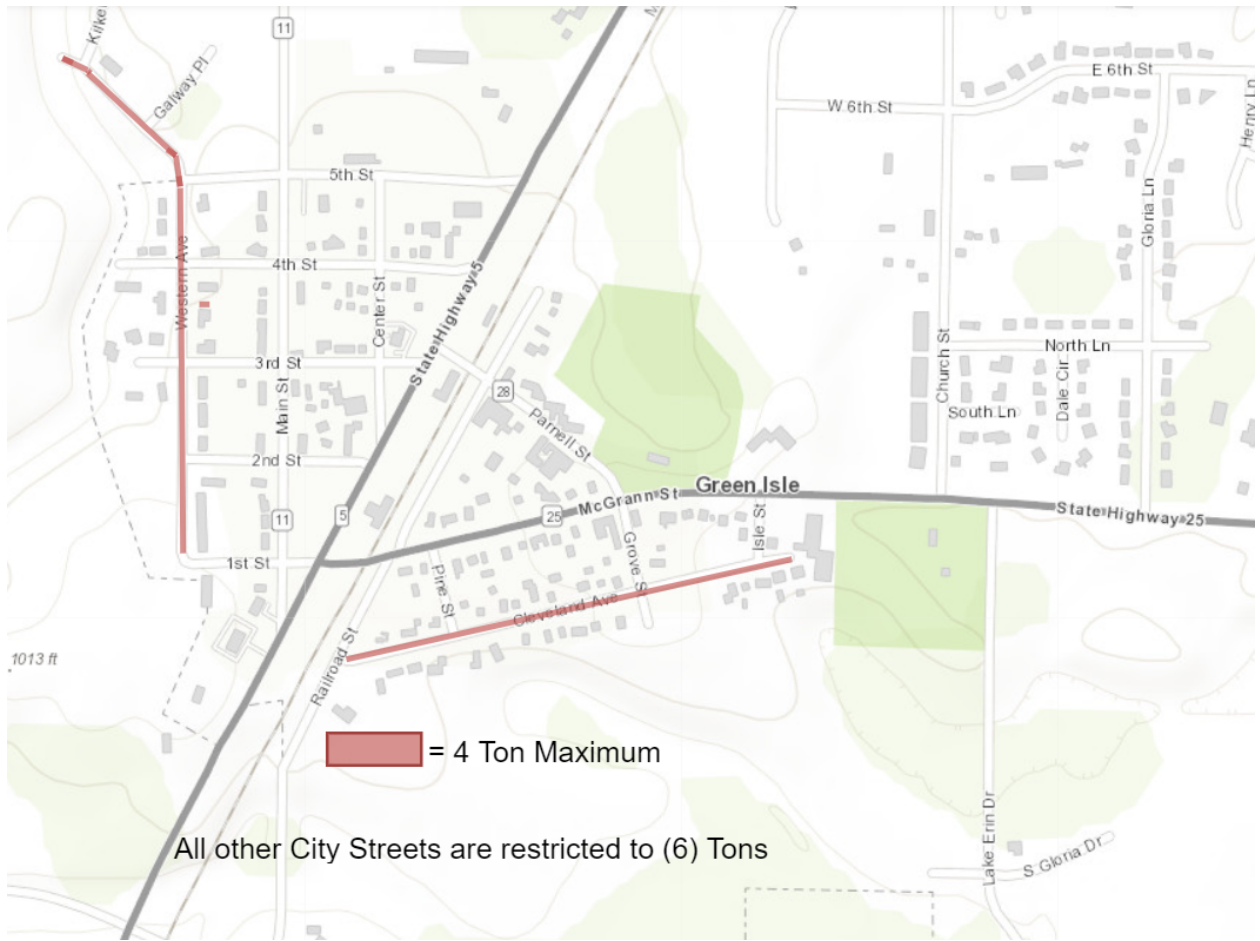 11
Galway Pl
E 6th St
W 6th St
Henry Ln
5th St
Gloria Ln
4th St
Western Ave
Center St
State Highway 5
3rd St
North Ln
Church St
Dale Cir
Main St
28
South Ln
Parnell St
2nd St
Green Isle
McGrann St
11
5
25
State Highway 25
Isle St
1st St
Grove St
Pine St
Cleveland Ave
1013 ft
Railroad St
= 4 Ton Maximum
All other City Streets are restricted to (6) Tons
Lake Erin Dr
S Gloria Dr